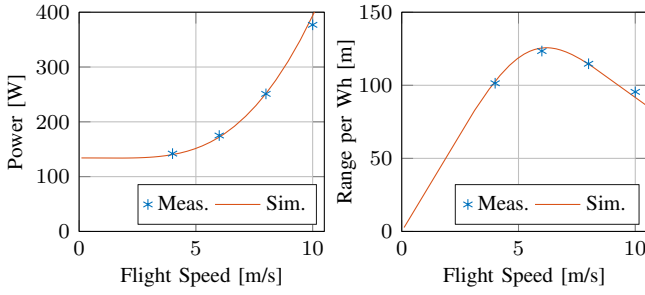 400
300
200
100
0
Power [W]
Meas.
Sim.
0
5
10
Flight Speed [m/s]
150
100
50
0
Range per Wh [m]
Meas.
Sim.
0
5
10
Flight Speed [m/s]